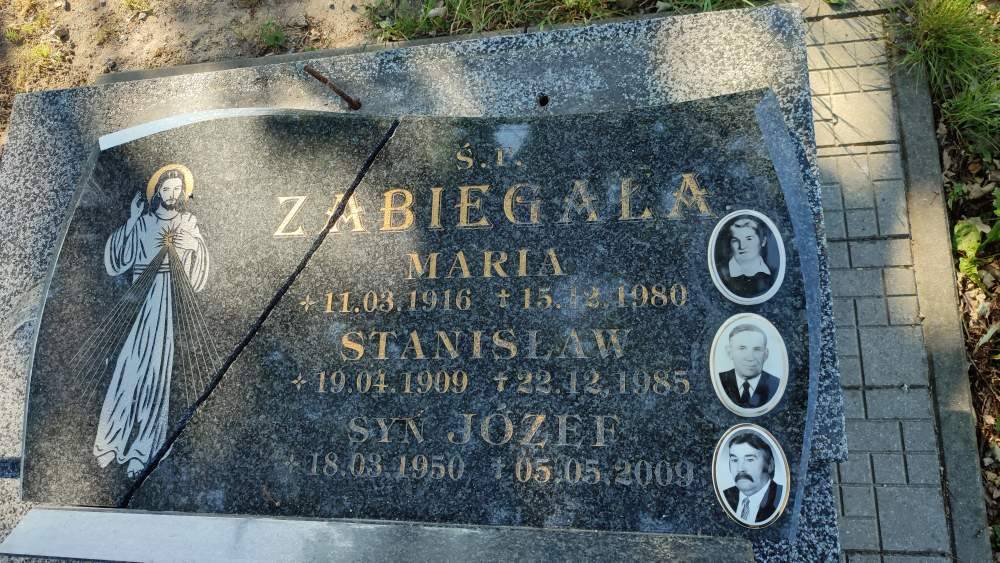 Ś.P.
ZABIEGAŁA
MARIA
* 11.03.1916 ✝ 15.12.1980
STANISŁAW
* 19.04.1909 ✝ 22.12.1985
SYN JÓZEF
* 18.03.1950 ✝ 05.05.2009